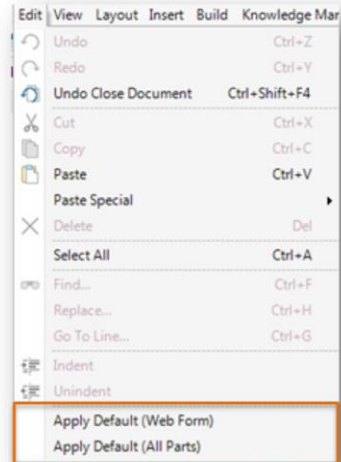 Edit View Layout Insert Build Knowledge Mar
Undo Ctrl+Z
Redo Ctrl+Y
Undo Close Document Ctrl+Shift+F4
Cut Ctrl+X
Copy Ctrl+C
Paste Ctrl+V
Paste Special
Delete Del
Select All Ctrl+A
Find... Ctrl+F
Replace... Ctrl+H
Go To Line... Ctrl+G
Indent
Unindent
Apply Default (Web Form)
Apply Default (All Parts)